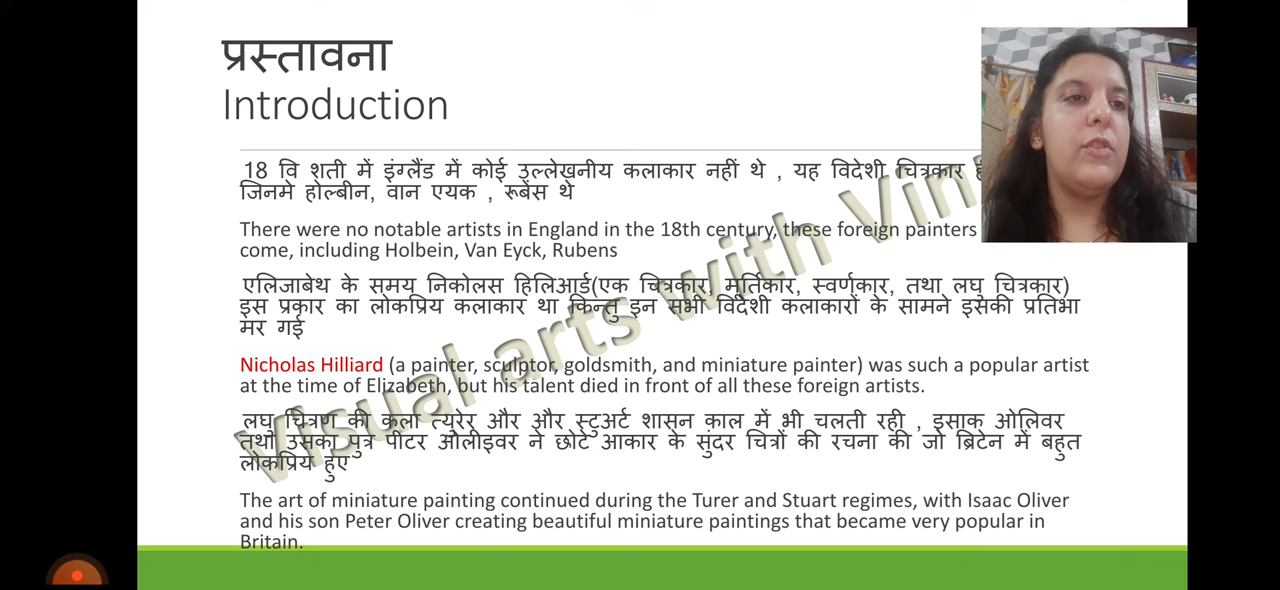 प्रस्तावना
Introduction
18 वि शती में इंग्लैंड में कोई उल्लेखनीय कलाकार नहीं थे , यह विदेशी चित्रकार
जिनमे होल्बीन, वान एयक , रूबेंस थे
There were no notable artists in England in the 18th century, these foreign painters
come, including Holbein, Van Eyck, Rubens
एलिजाबेथ के समय निकोलस हिलिआर्ड(एक चित्रकार, मूर्तिकार, स्वर्णकार, तथा लघु चित्रकार)
इस प्रकार का लोकप्रिय कलाकार था किन्तु इन सभी विदेशी कलाकारों के सामने इसकी प्रतिभा
मर गई
Nicholas Hilliard (a painter, sculptor, goldsmith, and miniature painter) was such a popular artist
at the time of Elizabeth, but his talent died in front of all these foreign artists.
लघु चित्रण की कला त्यूरेर और और स्टुअर्ट शासन काल में भी चलती रही , इसाक ओलिवर
तथा उसका पुत्र पीटर ओलीइवर ने छोटे आकार के सुंदर चित्रों की रचना की जो ब्रिटेन में बहुत
लोकप्रिय हुए
The art of miniature painting continued during the Turer and Stuart regimes, with Isaac Oliver
and his son Peter Oliver creating beautiful miniature paintings that became very popular in
Britain.
Visual arts with